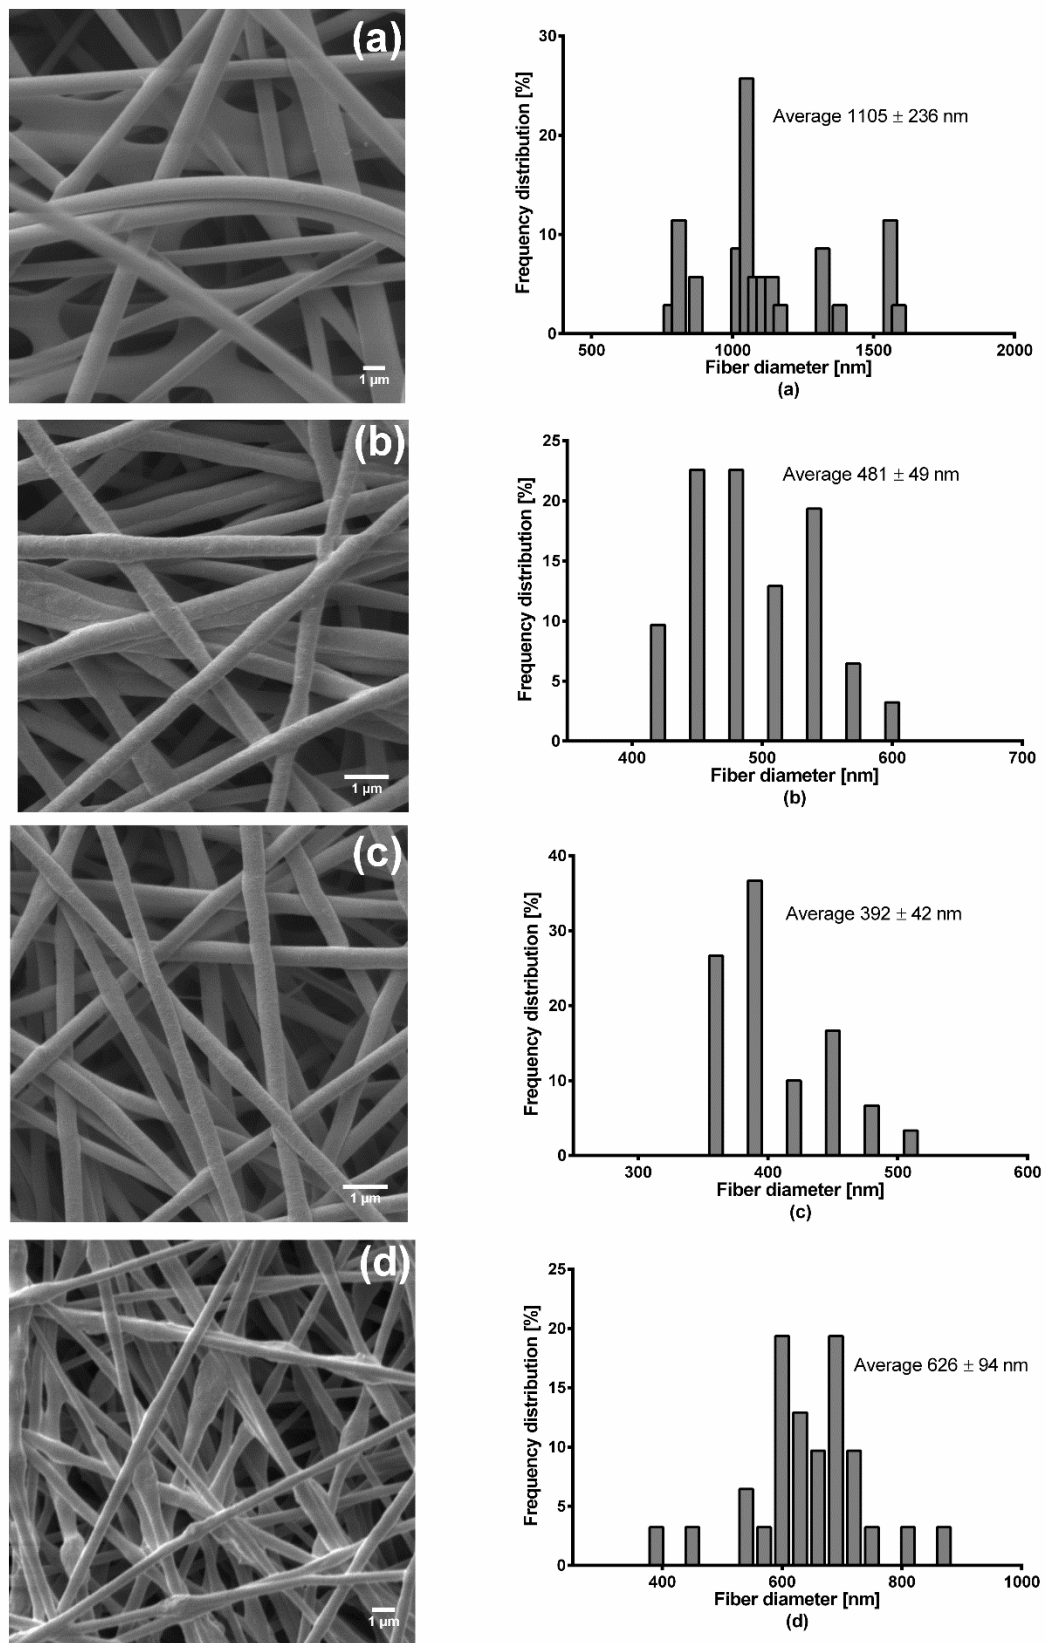 (a)
1 µm
30
20
10
0
Frequency distribution [%]
Average 1105 ± 236 nm
500 1000 1500 2000
Fiber diameter [nm]
(a)
(b)
1 µm
25
20
15
10
5
0
Frequency distribution [%]
Average 481 ± 49 nm
400 500 600 700
Fiber diameter [nm]
(b)
(c)
1 µm
40
30
20
10
0
Frequency distribution [%]
Average 392 ± 42 nm
300 400 500 600
Fiber diameter [nm]
(c)
(d)
1 µm
25
20
15
10
5
0
Frequency distribution [%]
Average 626 ± 94 nm
400 600 800 1000
Fiber diameter [nm]
(d)